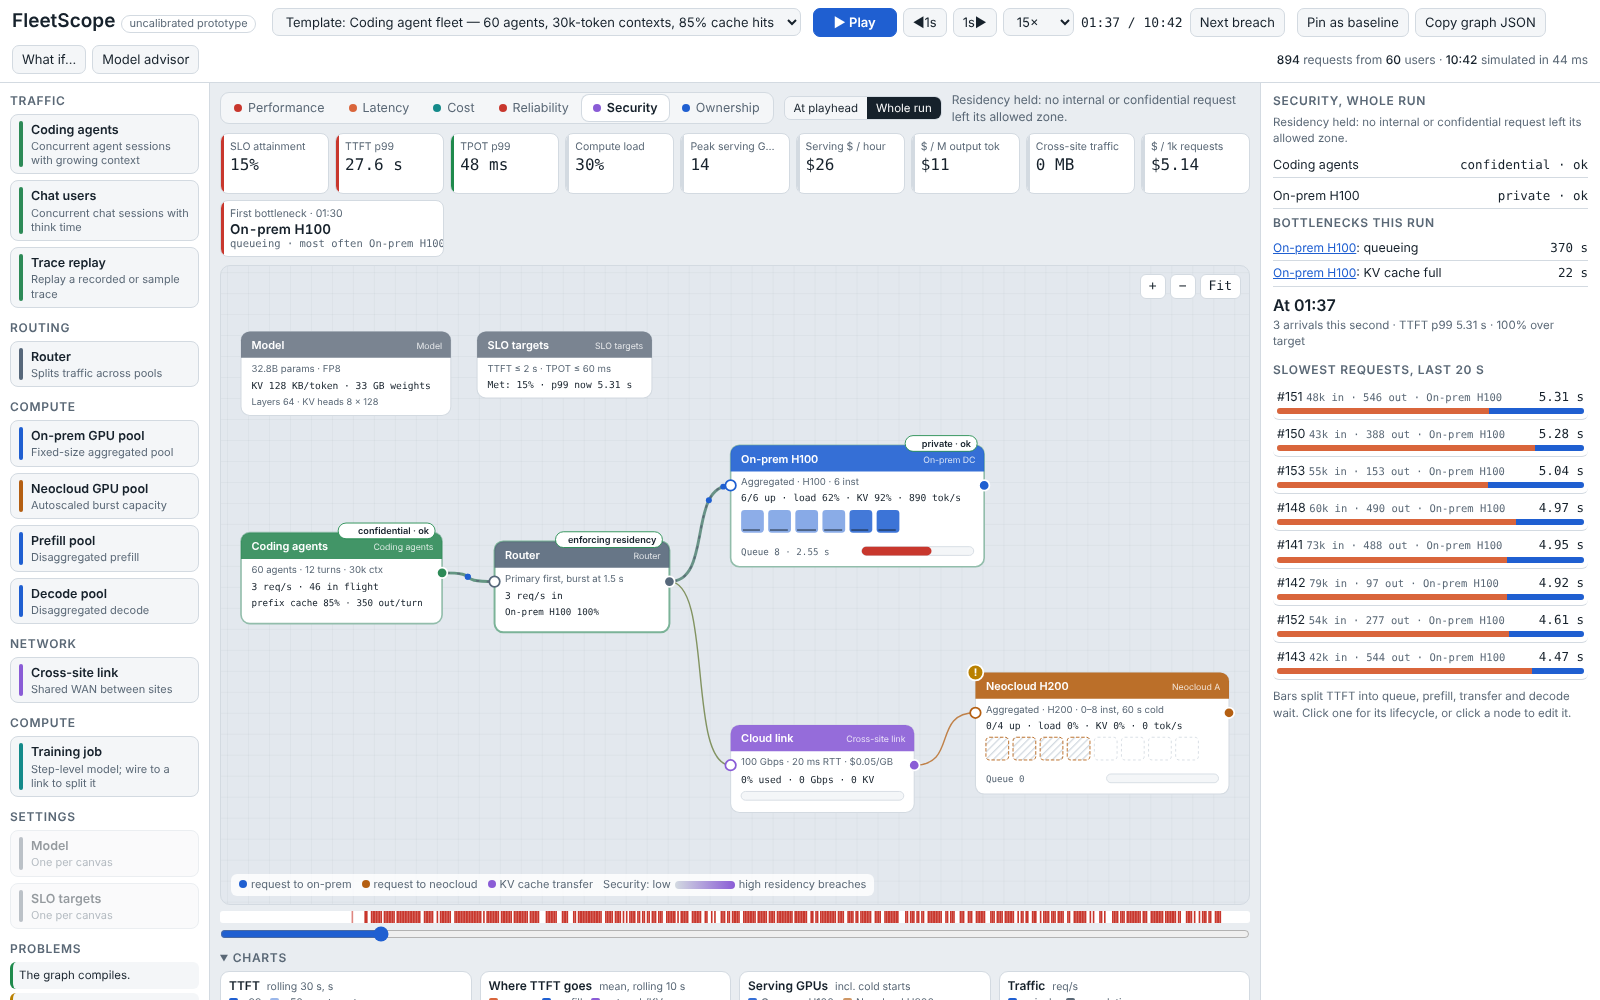 FleetScope
uncalibrated prototype
Template: Coding agent fleet — 60 agents, 30k-token contexts, 85% cache hits
▶ Play
◀1s
1s▶
15×
01:37 / 10:42
Next breach
Pin as baseline
Copy graph JSON
What if...
Model advisor
894 requests from 60 users · 10:42 simulated in 44 ms
TRAFFIC
Coding agents
Concurrent agent sessions
with growing context
Chat users
Concurrent chat sessions with
think time
Trace replay
Replay a recorded or sample
trace
ROUTING
Router
Splits traffic across pools
COMPUTE
On-prem GPU pool
Fixed-size aggregated pool
Neocloud GPU pool
Autoscaled burst capacity
Prefill pool
Disaggregated prefill
Decode pool
Disaggregated decode
NETWORK
Cross-site link
Shared WAN between sites
COMPUTE
Training job
Step-level model; wire to a
link to split it
SETTINGS
Model
One per canvas
SLO targets
One per canvas
PROBLEMS
The graph compiles.
Performance
Latency
Cost
Reliability
Security
Ownership
At playhead
Whole run
Residency held: no internal or confidential request
left its allowed zone.
SLO attainment
15%
TTFT p99
27.6 s
TPOT p99
48 ms
Compute load
30%
Peak serving G...
14
Serving $ / hour
$26
$ / M output tok
$11
Cross-site traffic
0 MB
$ / 1k requests
$5.14
First bottleneck · 01:30
On-prem H100
queueing · most often On-prem H100
+
−
Fit
Model
Model
32.8B params · FP8
KV 128 KB/token · 33 GB weights
Layers 64 · KV heads 8 × 128
SLO targets
SLO targets
TTFT ≤ 2 s · TPOT ≤ 60 ms
Met: 15% · p99 now 5.31 s
private · ok
On-prem H100
On-prem DC
Aggregated · H100 · 6 inst
6/6 up · load 62% · KV 92% · 890 tok/s
Queue 8 · 2.55 s
confidential · ok
Coding agents
Coding agents
60 agents · 12 turns · 30k ctx
3 req/s · 46 in flight
prefix cache 85% · 350 out/turn
enforcing residency
Router
Router
Primary first, burst at 1.5 s
3 req/s in
On-prem H100 100%
!
Neocloud H200
Neocloud A
Aggregated · H200 · 0–8 inst, 60 s cold
0/4 up · load 0% · KV 0% · 0 tok/s
Queue 0
Cloud link
Cross-site link
100 Gbps · 20 ms RTT · $0.05/GB
0% used · 0 Gbps · 0 KV
request to on-prem
request to neocloud
KV cache transfer
Security: low
high residency breaches
▼ CHARTS
TTFT rolling 30 s, s
Where TTFT goes mean, rolling 10 s
Serving GPUs incl. cold starts
Traffic req/s
SECURITY, WHOLE RUN
Residency held: no internal or confidential request left its
allowed zone.
Coding agents
confidential · ok
On-prem H100
private · ok
BOTTLENECKS THIS RUN
On-prem H100: queueing
370 s
On-prem H100: KV cache full
22 s
At 01:37
3 arrivals this second · TTFT p99 5.31 s · 100% over
target
SLOWEST REQUESTS, LAST 20 S
#151 48k in · 546 out · On-prem H100 5.31 s
#150 43k in · 388 out · On-prem H100 5.28 s
#153 55k in · 153 out · On-prem H100 5.04 s
#148 60k in · 490 out · On-prem H100 4.97 s
#141 73k in · 488 out · On-prem H100 4.95 s
#142 79k in · 97 out · On-prem H100 4.92 s
#152 54k in · 277 out · On-prem H100 4.61 s
#143 42k in · 544 out · On-prem H100 4.47 s
Bars split TTFT into queue, prefill, transfer and decode
wait. Click one for its lifecycle, or click a node to edit it.